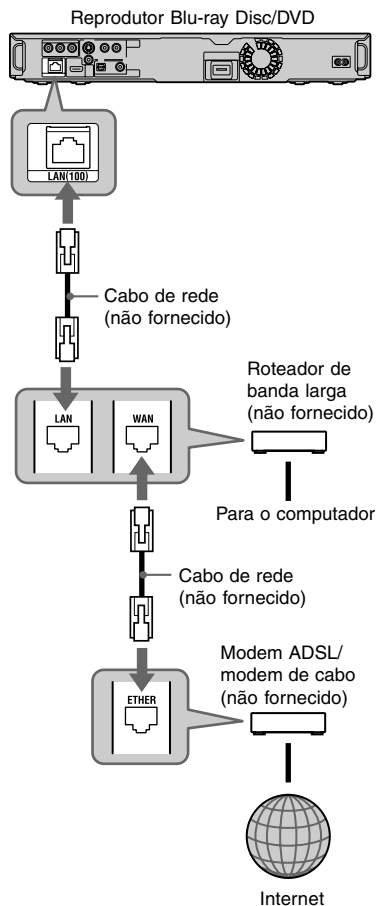 Reprodutor Blu-ray Disc/DVD
LAN(100)
Cabo de rede
(não fornecido)
Roteador de
banda larga
(não fornecido)
LAN
WAN
Para o computador
Cabo de rede
(não fornecido)
Modem ADSL/
modem de cabo
(não fornecido)
ETHER
Internet